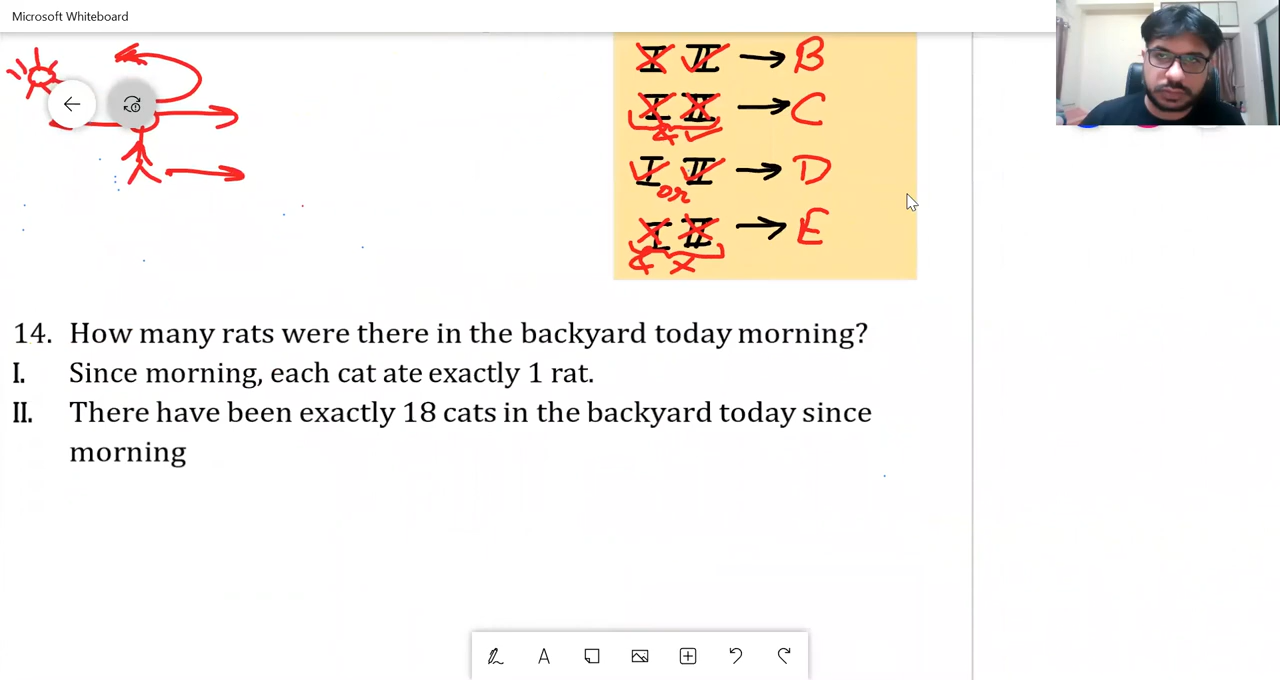 Microsoft Whiteboard
I II → B
I II → C
&
I II → D
or
I II → E
&
14. How many rats were there in the backyard today morning?
I. Since morning, each cat ate exactly 1 rat.
II. There have been exactly 18 cats in the backyard today since
morning